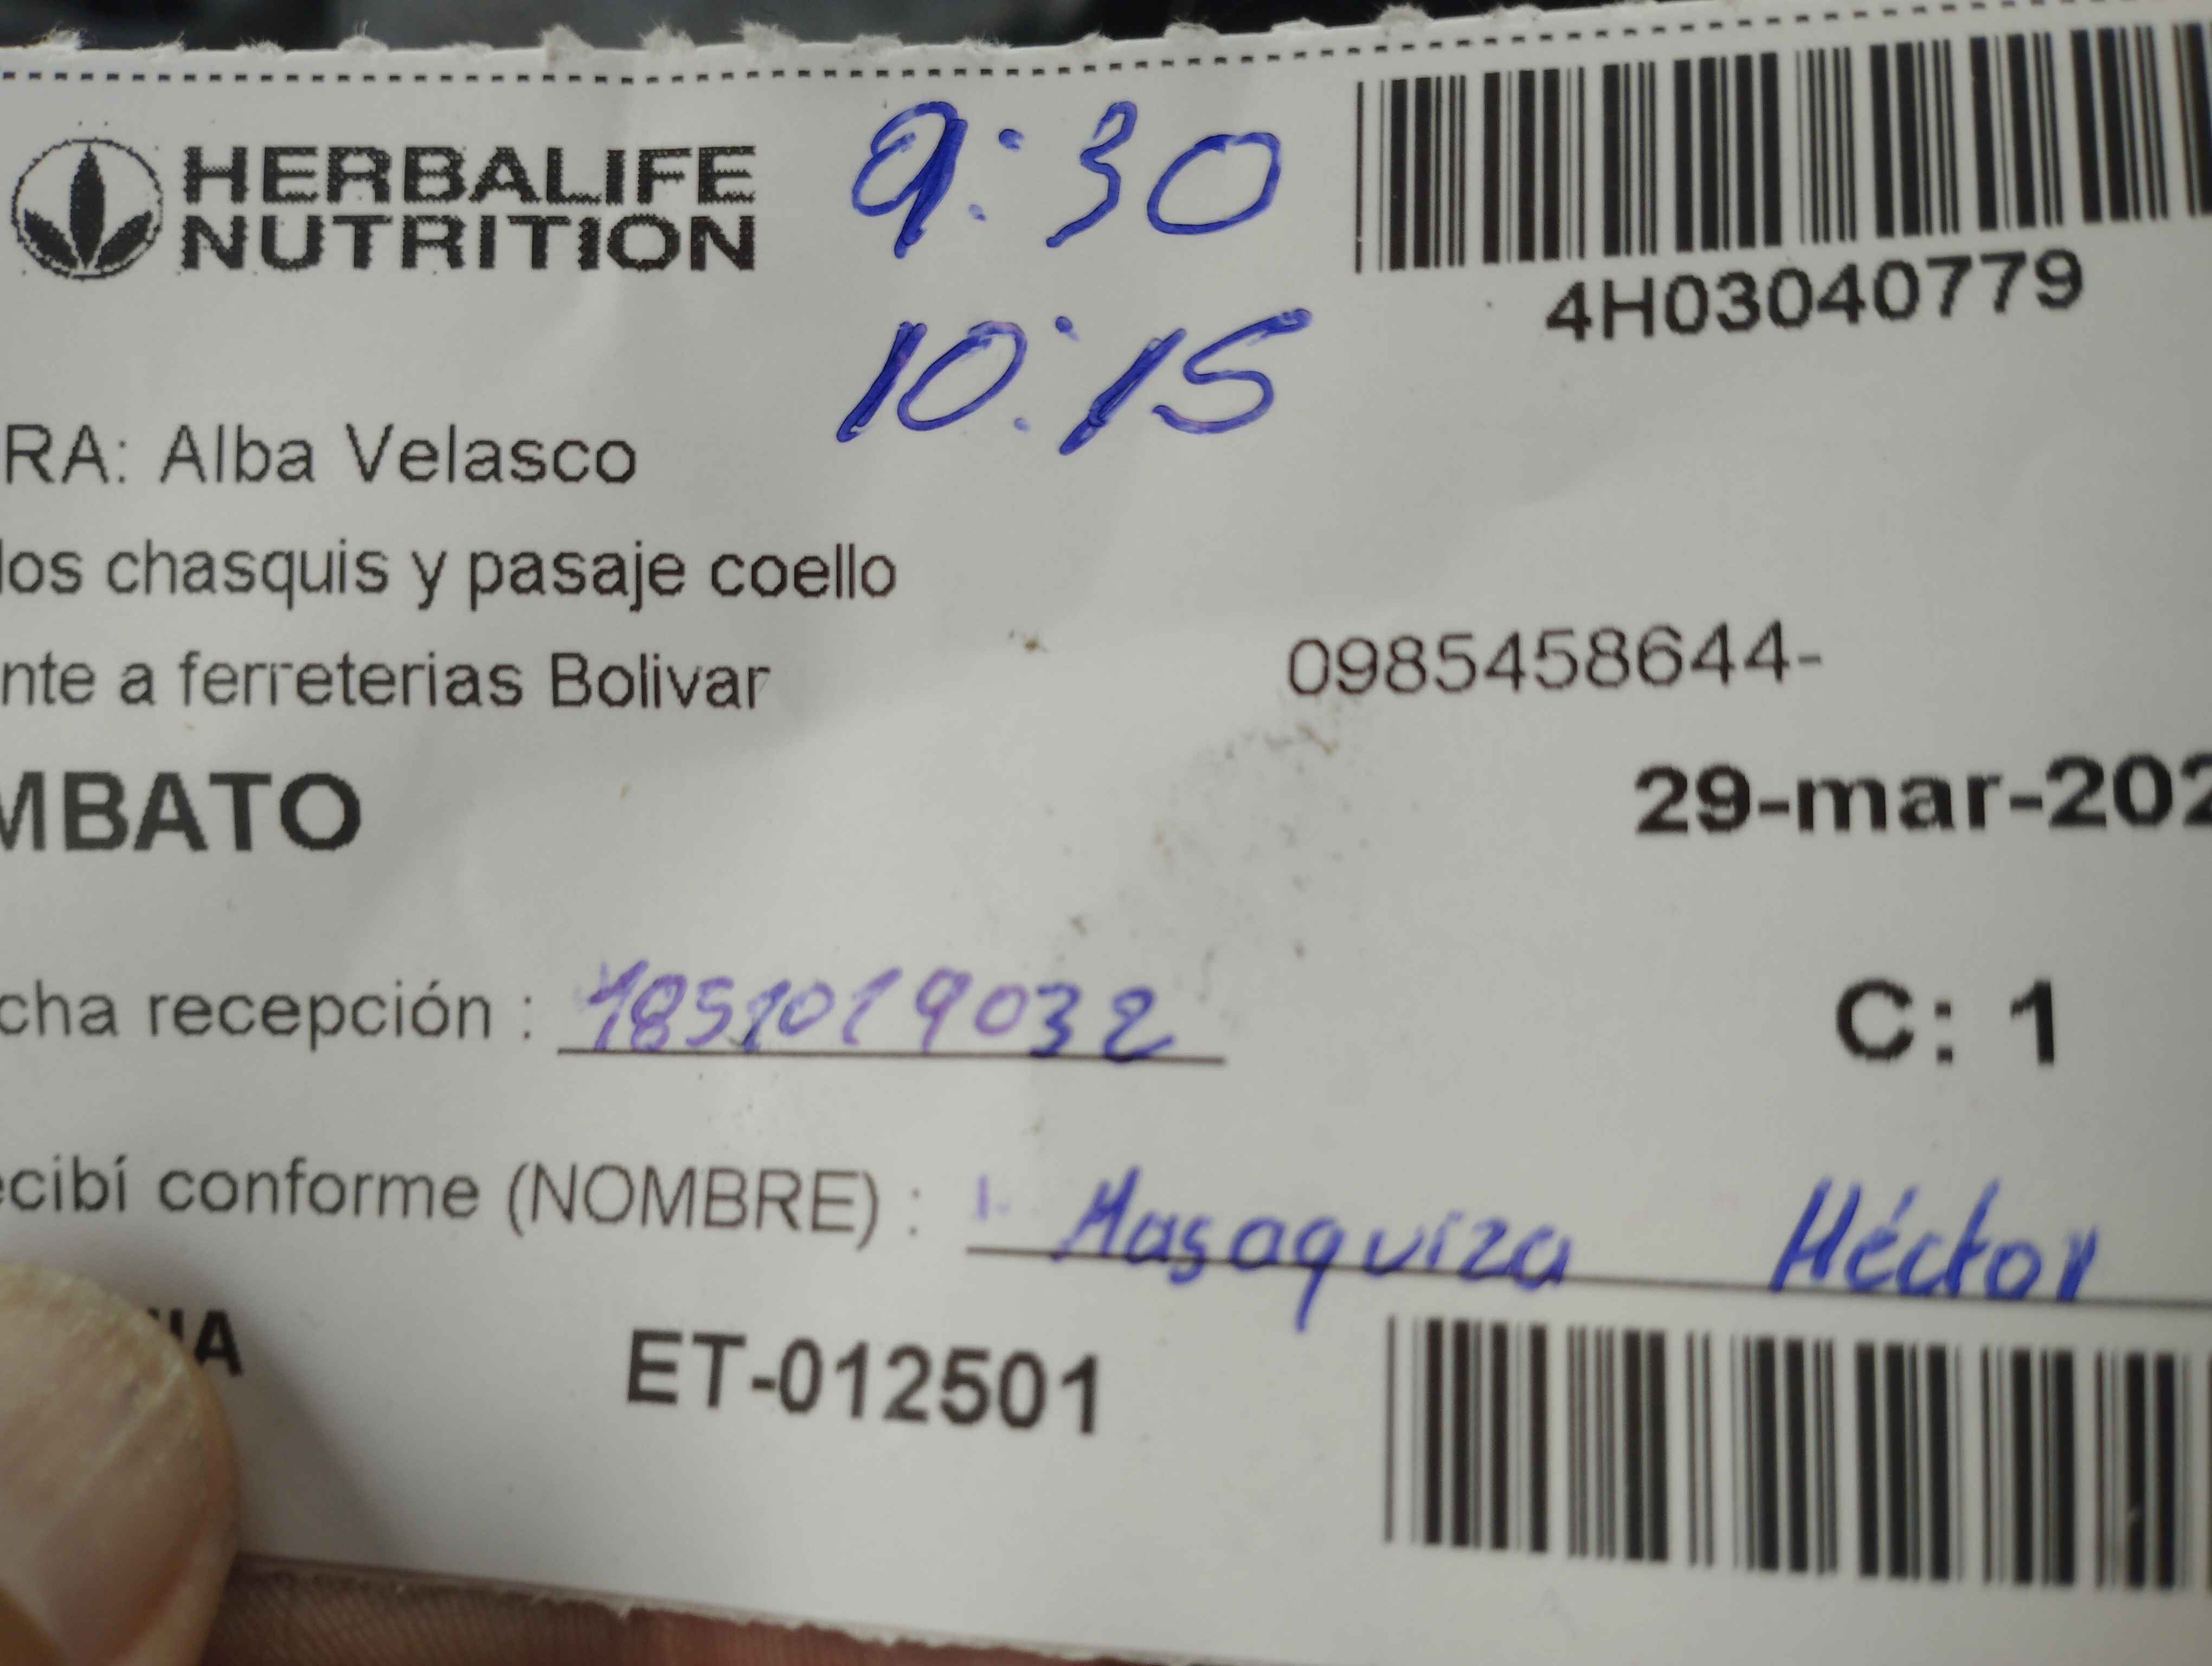 HERBALIFE
NUTRITION
9:30
10:15
4H03040779
RA: Alba Velasco
los chasquis y pasaje coello
nte a ferreterias Bolivar
0985458644-
MBATO
29-mar-202
cha recepción : 1851019032
C: 1
ecibí conforme (NOMBRE) : Masaquiza Héctor
ET-012501